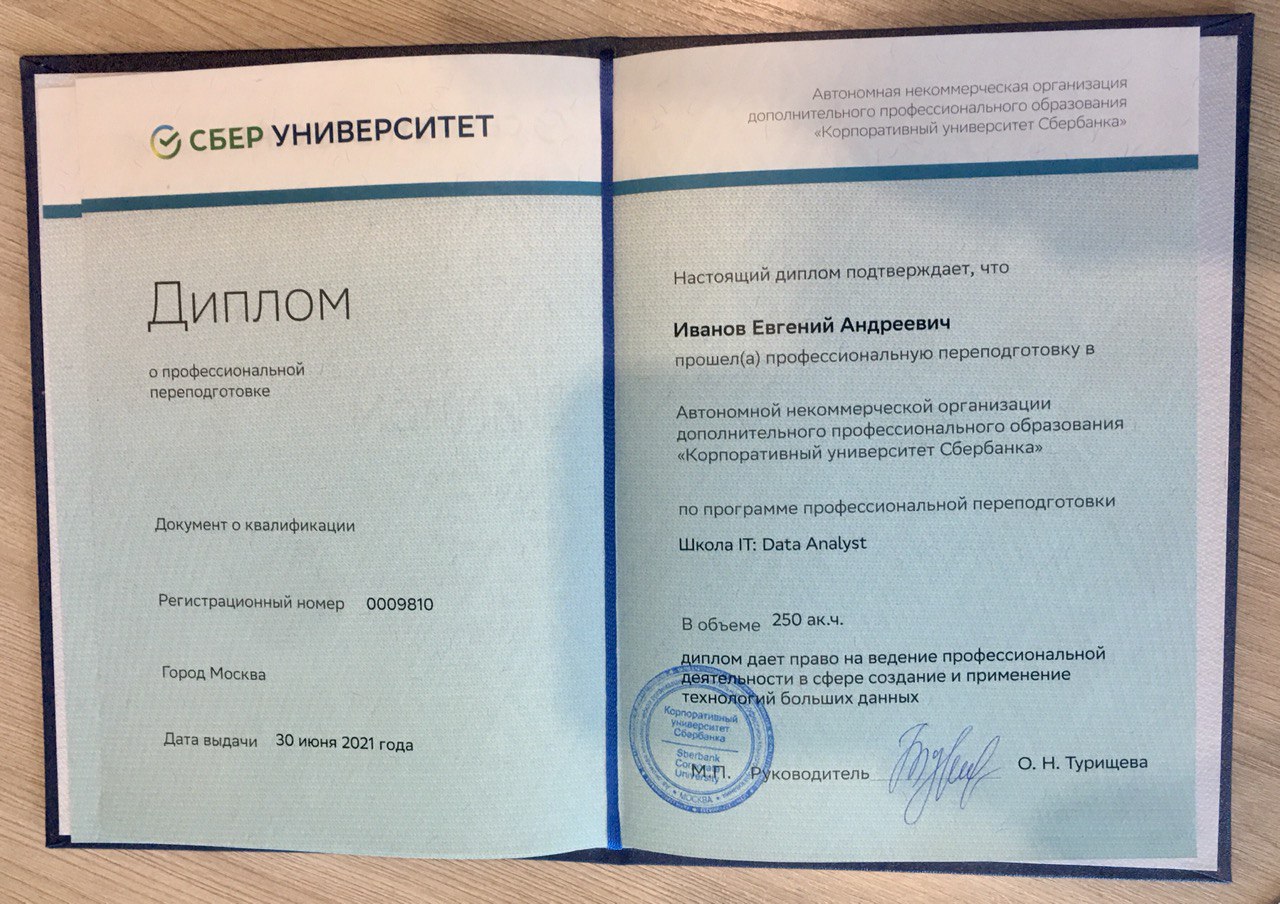 СБЕР УНИВЕРСИТЕТ
Диплом
о профессиональной
переподготовке
Документ о квалификации
Регистрационный номер 0009810
Город Москва
Дата выдачи 30 июня 2021 года
Автономная некоммерческая организация
дополнительного профессионального образования
«Корпоративный университет Сбербанка»
Настоящий диплом подтверждает, что
Иванов Евгений Андреевич
прошел(а) профессиональную переподготовку в
Автономной некоммерческой организации
дополнительного профессионального образования
«Корпоративный университет Сбербанка»
по программе профессиональной переподготовки
Школа IT: Data Analyst
В объеме 250 ак.ч.
диплом дает право на ведение профессиональной
деятельности в сфере создание и применение
технологий больших данных
Корпоративный
университет
Сбербанка
Sberbank
Corporate
University
МОСКВА
М.П. Руководитель О. Н. Турищева